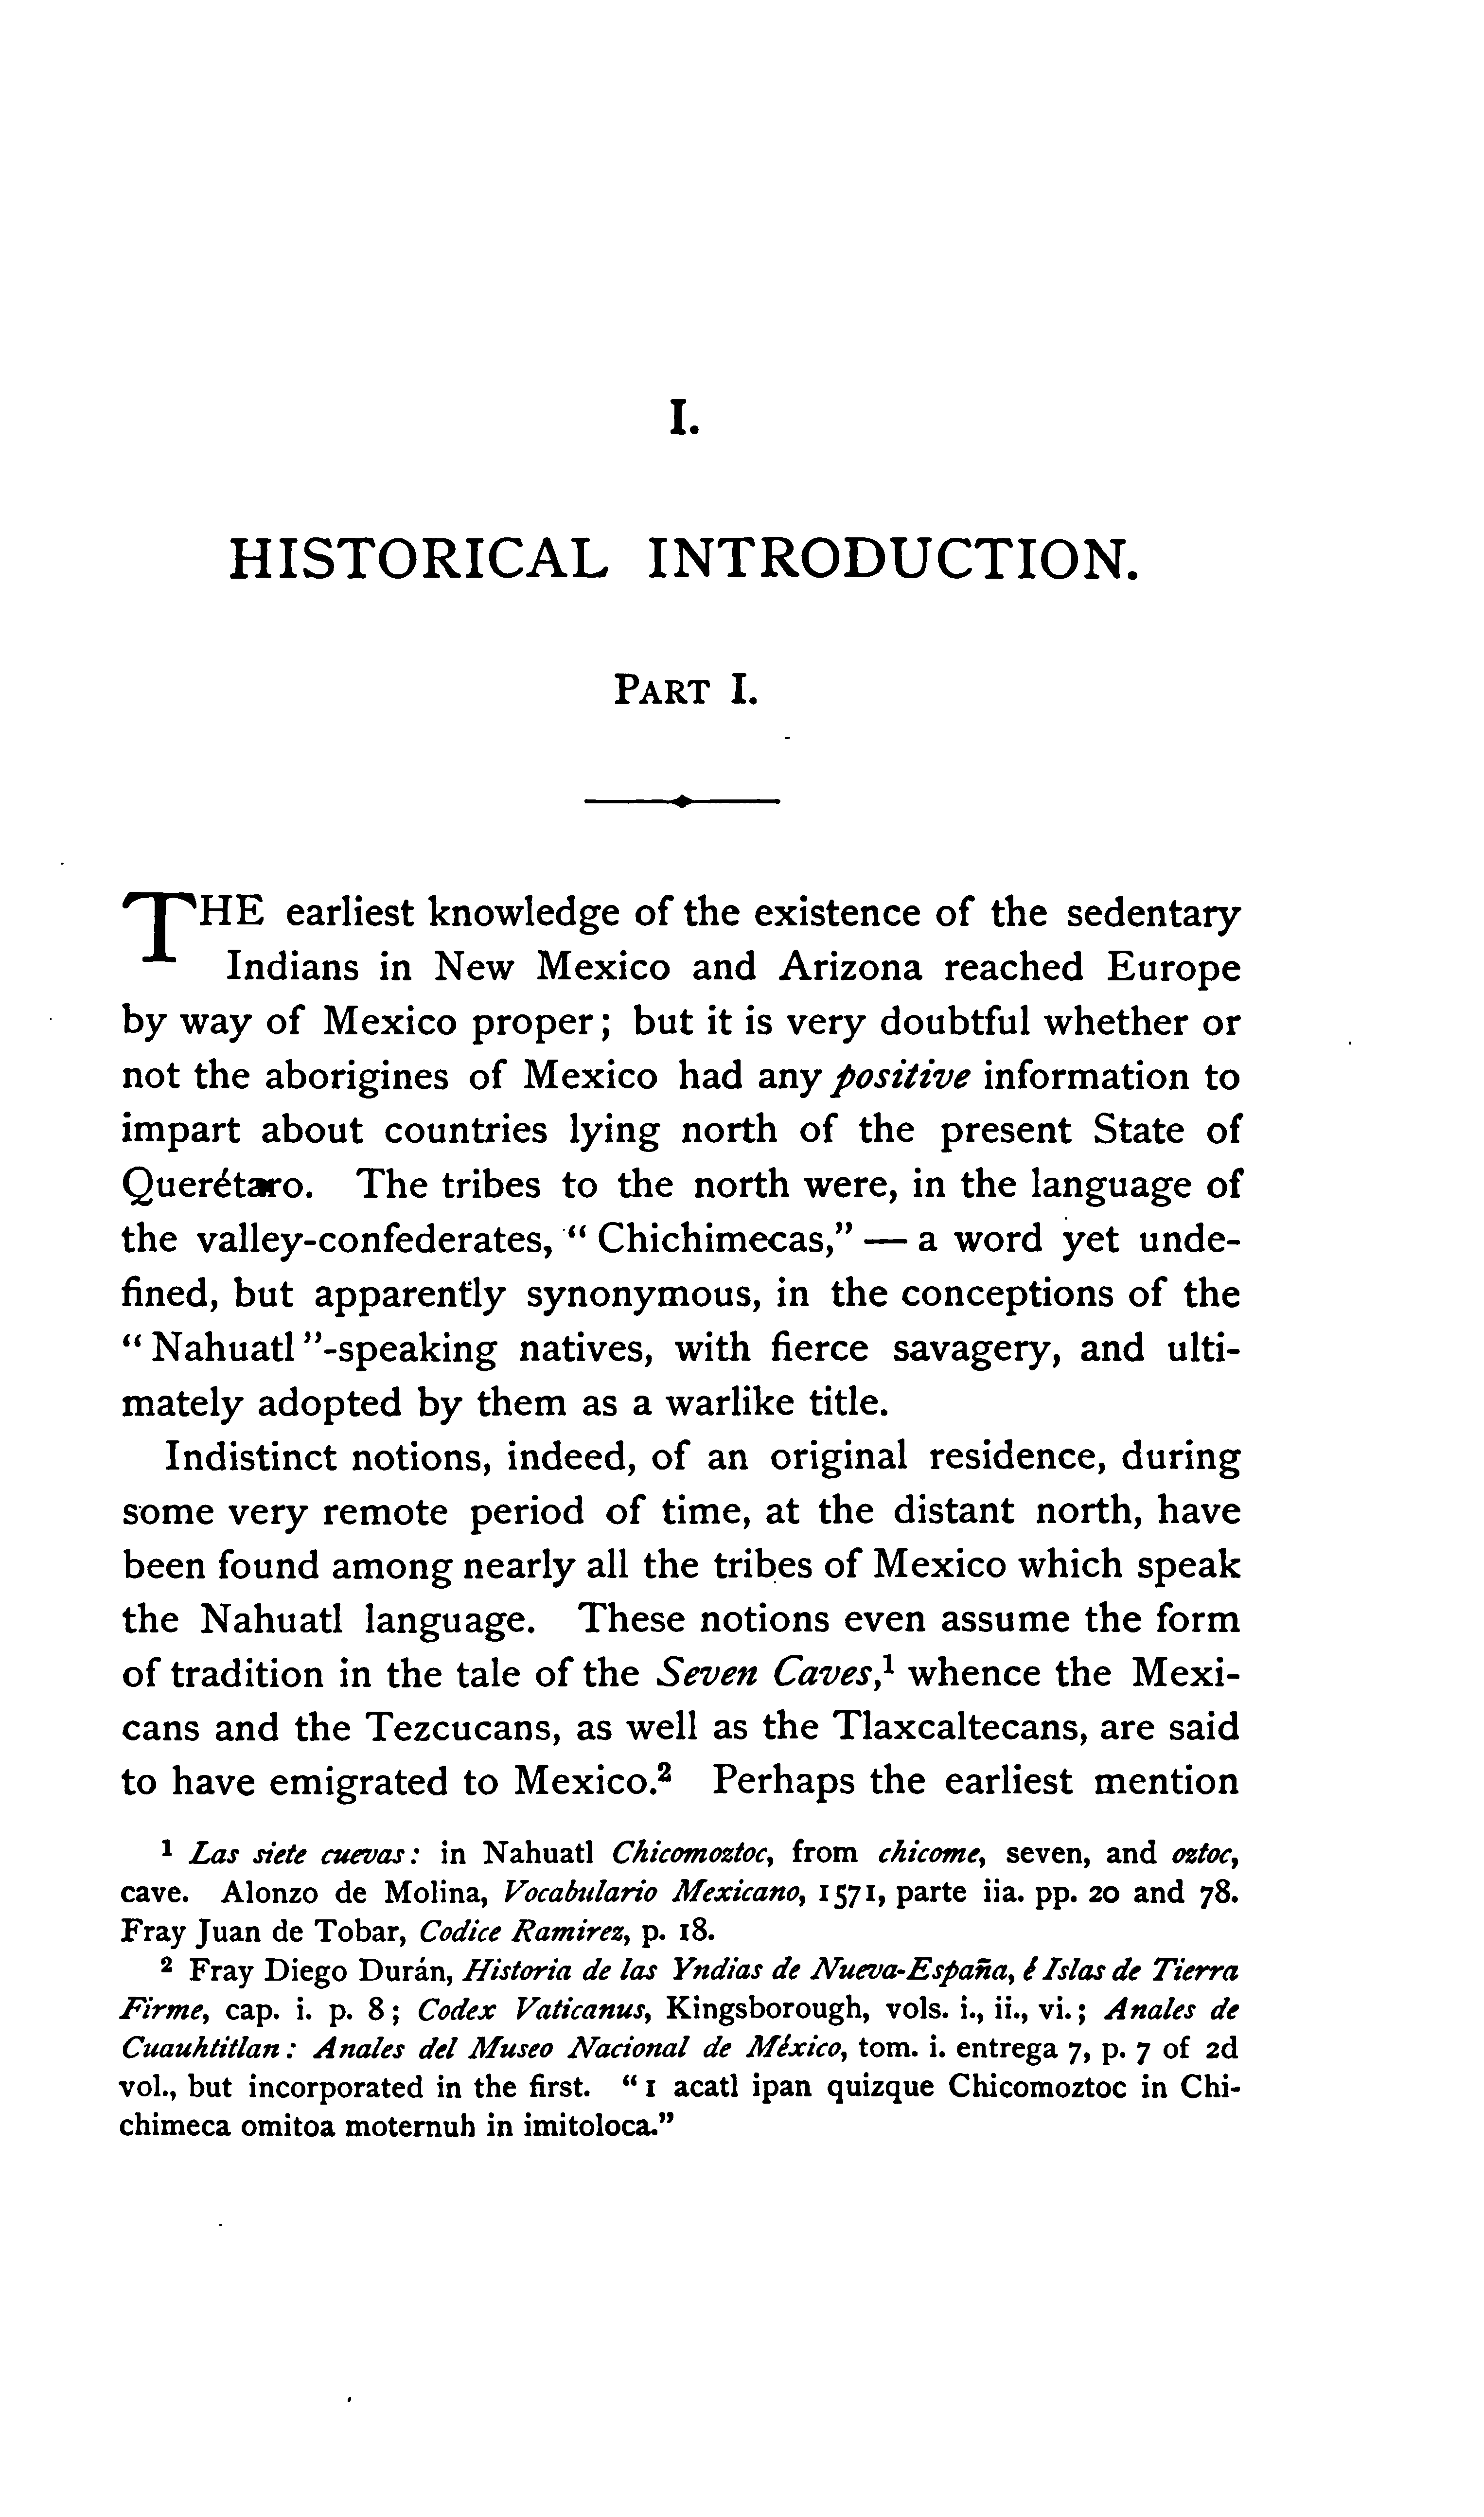 I.
HISTORICAL INTRODUCTION.
PART I.
THE earliest knowledge of the existence of the sedentary
Indians in New Mexico and Arizona reached Europe
by way of Mexico proper; but it is very doubtful whether or
not the aborigines of Mexico had any positive information to
impart about countries lying north of the present State of
Querétaro. The tribes to the north were, in the language of
the valley-confederates, “Chichimecas,” — a word yet unde-
fined, but apparently synonymous, in the conceptions of the
“Nahuatl”-speaking natives, with fierce savagery, and ulti-
mately adopted by them as a warlike title.
Indistinct notions, indeed, of an original residence, during
some very remote period of time, at the distant north, have
been found among nearly all the tribes of Mexico which speak
the Nahuatl language. These notions even assume the form
of tradition in the tale of the Seven Caves,¹ whence the Mexi-
cans and the Tezcucans, as well as the Tlaxcaltecans, are said
to have emigrated to Mexico.² Perhaps the earliest mention
¹ Las siete cuevas: in Nahuatl Chicomoztoc, from chicome, seven, and oztoc,
cave. Alonzo de Molina, Vocabulario Mexicano, 1571, parte iia. pp. 20 and 78.
Fray Juan de Tobar, Codice Ramirez, p. 18.
² Fray Diego Durán, Historia de las Yndias de Nueva-España, é Islas de Tierra
Firme, cap. i. p. 8; Codex Vaticanus, Kingsborough, vols. i., ii., vi.; Anales de
Cuauhtitlan: Anales del Museo Nacional de México, tom. i. entrega 7, p. 7 of 2d
vol., but incorporated in the first. “1 acatl ipan quizque Chicomoztoc in Chi-
chimeca omitoa moternuh in imitoloca.”